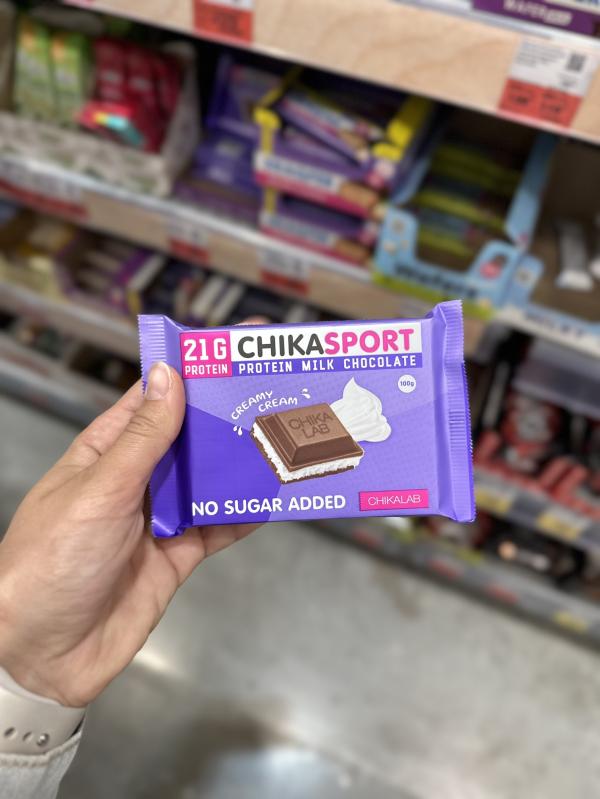 21G
PROTEIN
CHIKASPORT
PROTEIN MILK CHOCOLATE
100g
CREAMY
CREAM
CHIKA
LAB
NO SUGAR ADDED
CHIKALAB